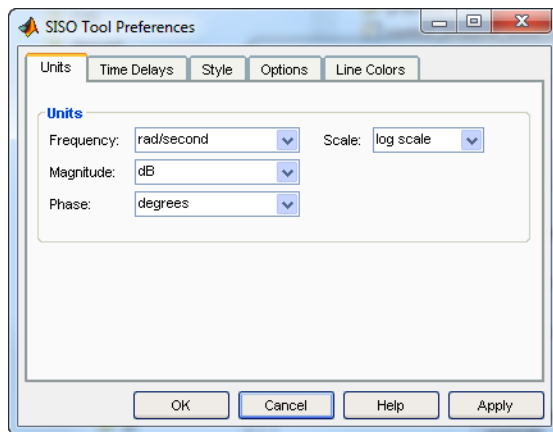 SISO Tool Preferences
Units Time Delays Style Options Line Colors
Units
Frequency: rad/second Scale: log scale
Magnitude: dB
Phase: degrees
OK Cancel Help Apply